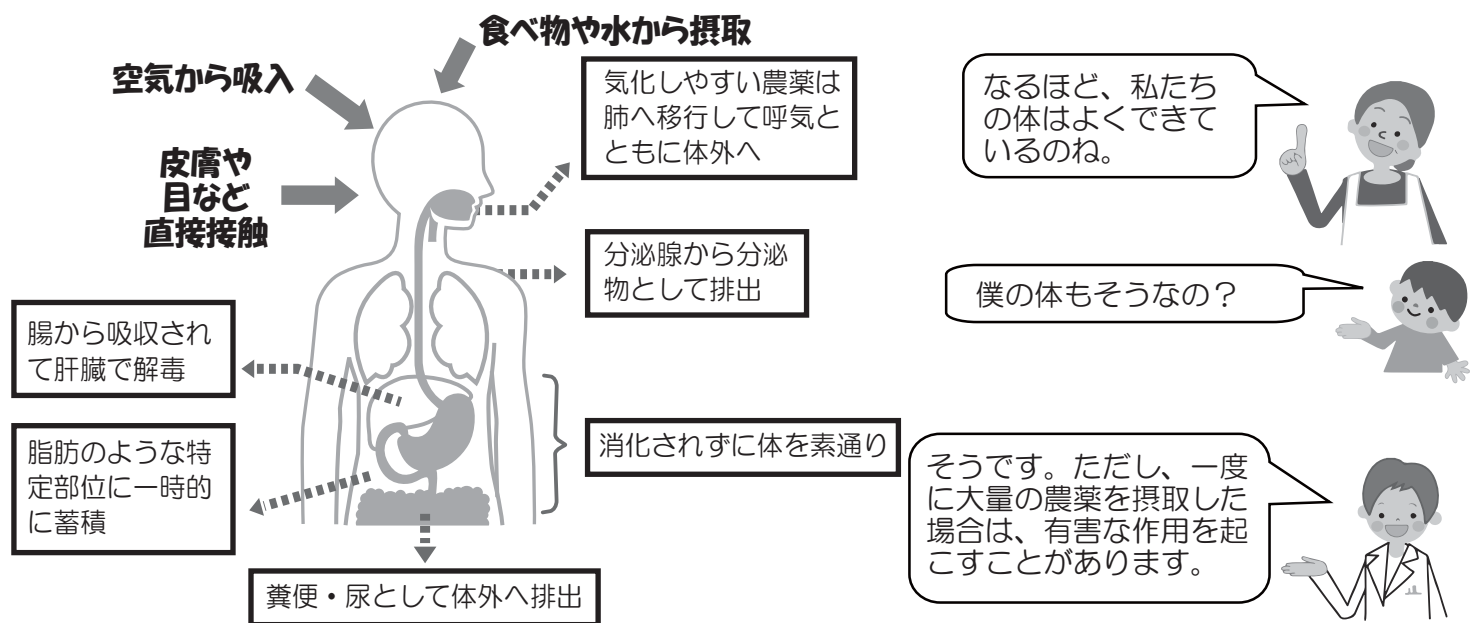 食べ物や水から摂取
空気から吸入
皮膚や
目など
直接接触
気化しやすい農薬は
肺へ移行して呼気と
ともに体外へ
分泌腺から分泌
物として排出
腸から吸収され
て肝臓で解毒
脂肪のような特
定部位に一時的
に蓄積
消化されずに体を素通り
糞便・尿として体外へ排出
なるほど、私たち
の体はよくできて
いるのね。
僕の体もそうなの？
そうです。ただし、一度
に大量の農薬を摂取した
場合は、有害な作用を起
こすことがあります。